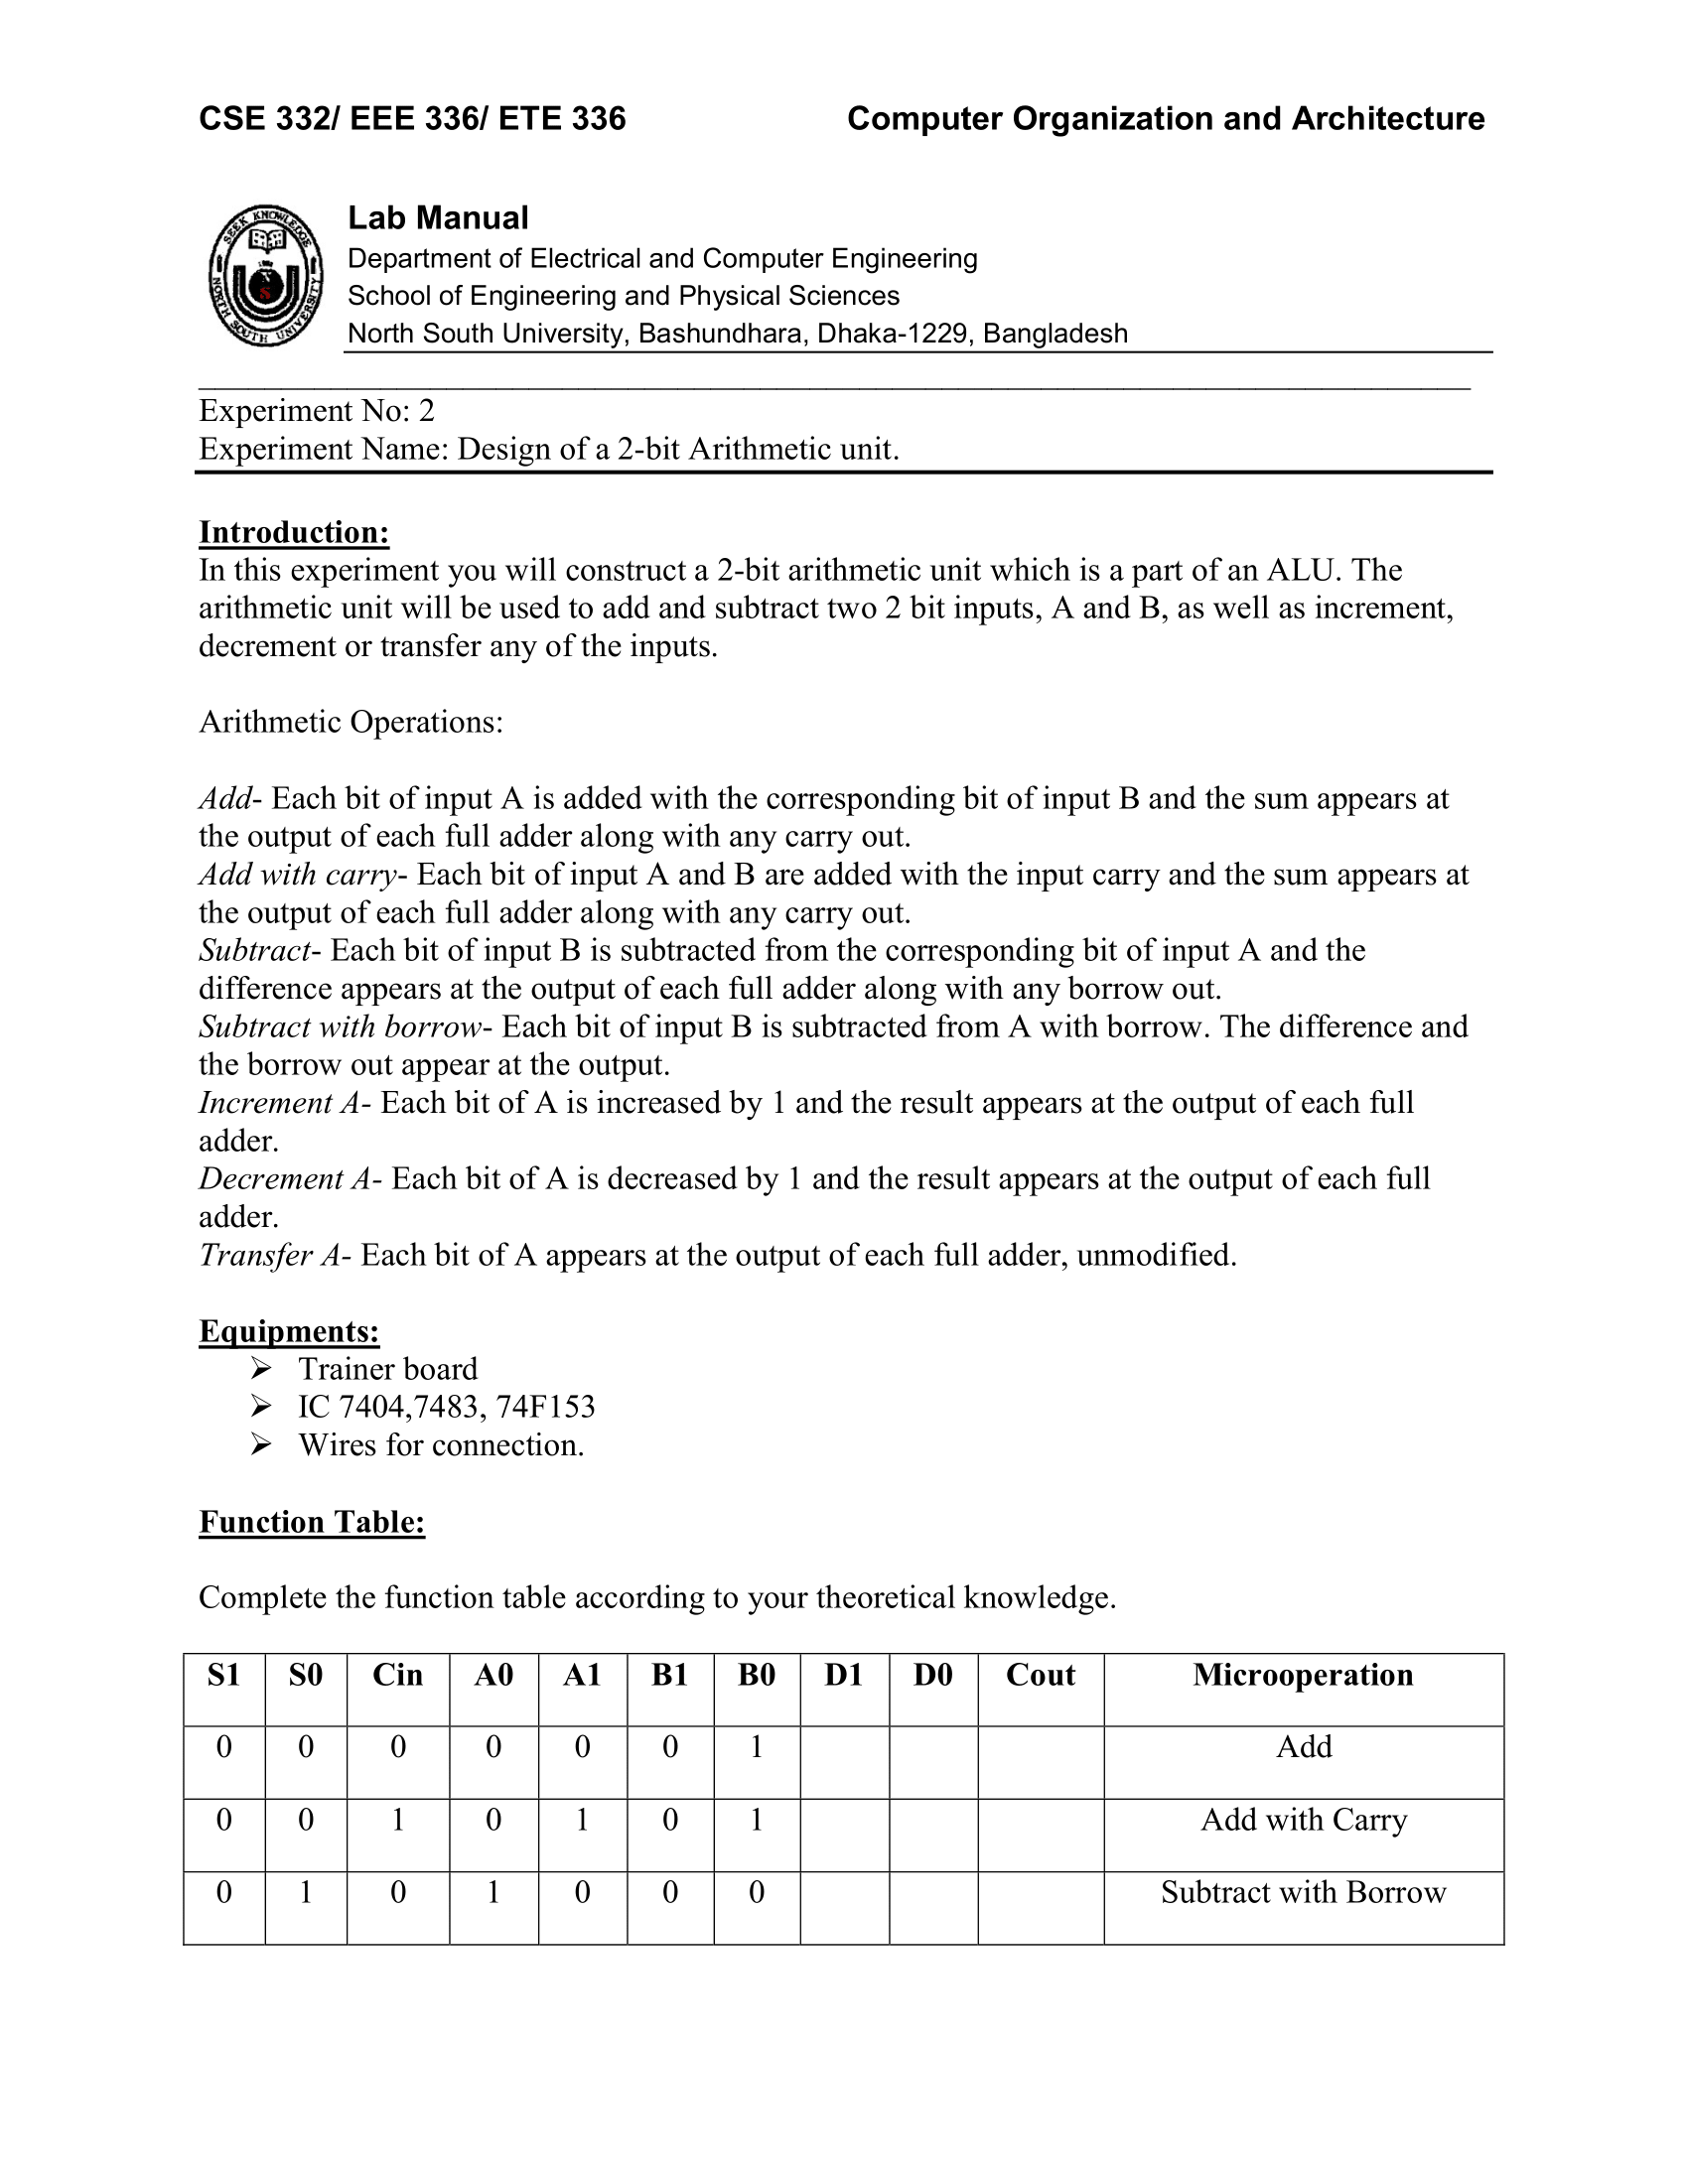 CSE 332/ EEE 336/ ETE 336 Computer Organization and Architecture
SEEK KNOWLEDGE
NORTH SOUTH UNIVERSITY
Lab Manual
Department of Electrical and Computer Engineering
School of Engineering and Physical Sciences
North South University, Bashundhara, Dhaka-1229, Bangladesh
Experiment No: 2
Experiment Name: Design of a 2-bit Arithmetic unit.
Introduction:
In this experiment you will construct a 2-bit arithmetic unit which is a part of an ALU. The
arithmetic unit will be used to add and subtract two 2 bit inputs, A and B, as well as increment,
decrement or transfer any of the inputs.
Arithmetic Operations:
Add- Each bit of input A is added with the corresponding bit of input B and the sum appears at
the output of each full adder along with any carry out.
Add with carry- Each bit of input A and B are added with the input carry and the sum appears at
the output of each full adder along with any carry out.
Subtract- Each bit of input B is subtracted from the corresponding bit of input A and the
difference appears at the output of each full adder along with any borrow out.
Subtract with borrow- Each bit of input B is subtracted from A with borrow. The difference and
the borrow out appear at the output.
Increment A- Each bit of A is increased by 1 and the result appears at the output of each full
adder.
Decrement A- Each bit of A is decreased by 1 and the result appears at the output of each full
adder.
Transfer A- Each bit of A appears at the output of each full adder, unmodified.
Equipments:
➢ Trainer board
➢ IC 7404,7483, 74F153
➢ Wires for connection.
Function Table:
Complete the function table according to your theoretical knowledge.
S1 S0 Cin A0 A1 B1 B0 D1 D0 Cout Microoperation
0 0 0 0 0 0 1 Add
0 0 1 0 1 0 1 Add with Carry
0 1 0 1 0 0 0 Subtract with Borrow